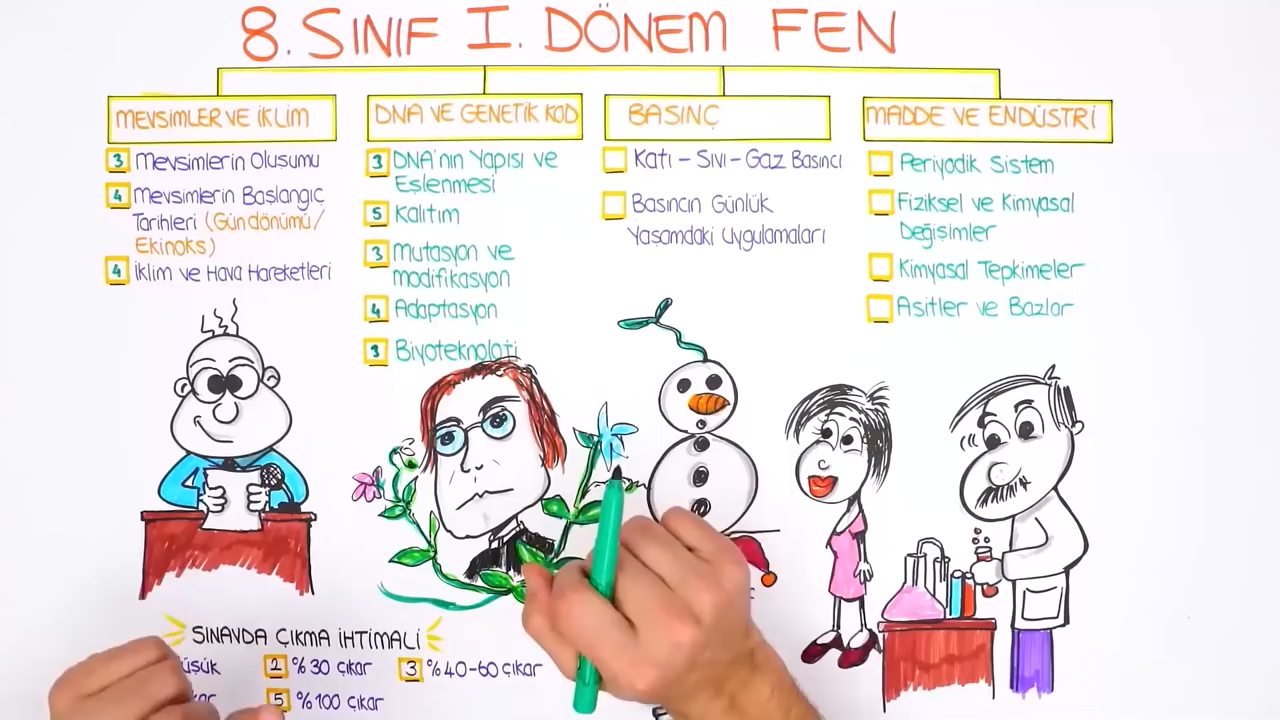 8. SINIF I. DÖNEM FEN
MEVSİMLER VE İKLİM
3 Mevsimlerin Oluşumu
4 Mevsimlerin Başlangıç
Tarihleri (Gün dönümü/
Ekinoks)
4 İklim ve Hava Hareketleri
DNA VE GENETİK KOD
3 DNA'nın Yapısı ve
Eşlenmesi
5 Kalıtım
3 Mutasyon ve
modifikasyon
4 Adaptasyon
3 Biyoteknoloji
BASINÇ
Katı - Sıvı - Gaz Basıncı
Basıncın Günlük
Yaşamdaki Uygulamaları
MADDE VE ENDÜSTRİ
Periyodik Sistem
Fiziksel ve Kimyasal
Değişimler
Kimyasal Tepkimeler
Asitler ve Bazlar
SINAVDA ÇIKMA İHTİMALİ
2 %30 çıkar 3 %40-60 çıkar
5 %100 çıkar